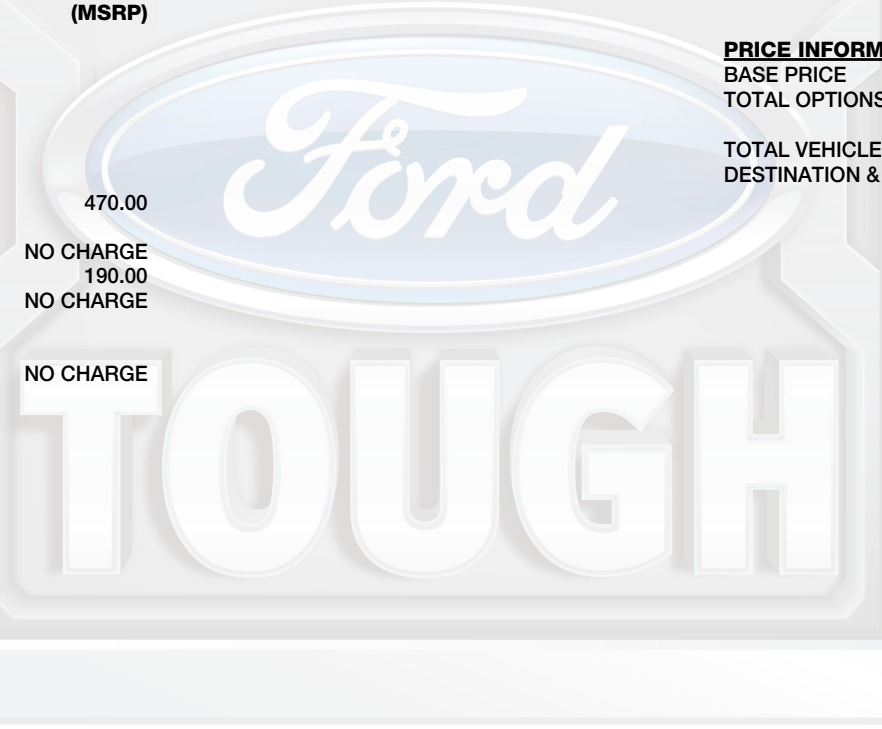 (MSRP)
470.00
NO CHARGE
190.00
NO CHARGE
NO CHARGE
PRICE INFORM
BASE PRICE
TOTAL OPTIONS
TOTAL VEHICLE
DESTINATION &
Ford
TOUGH